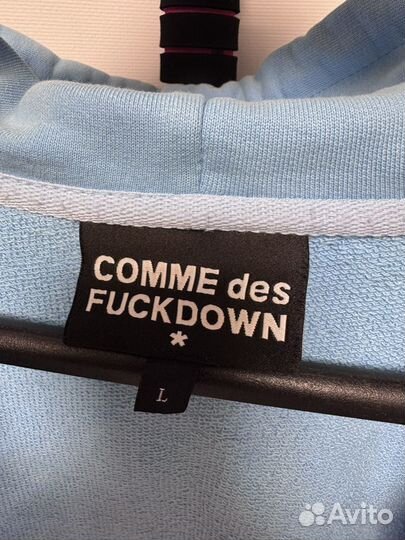 COMME des
FUCKDOWN
*
L
Avito